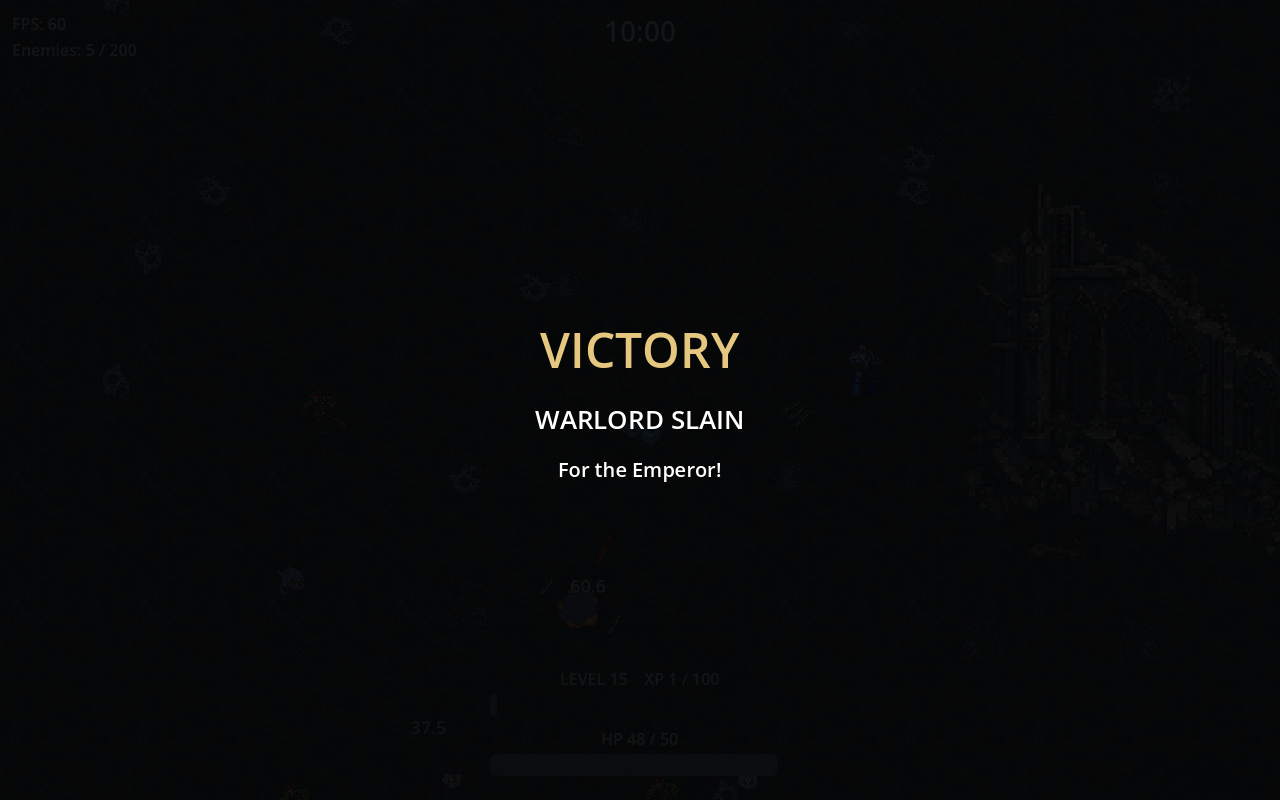 FPS: 60
10:00
Enemies: 5 / 200
VICTORY
WARLORD SLAIN
For the Emperor!
60.6
LEVEL 15 XP 1 / 100
37.5
HP 48 / 50